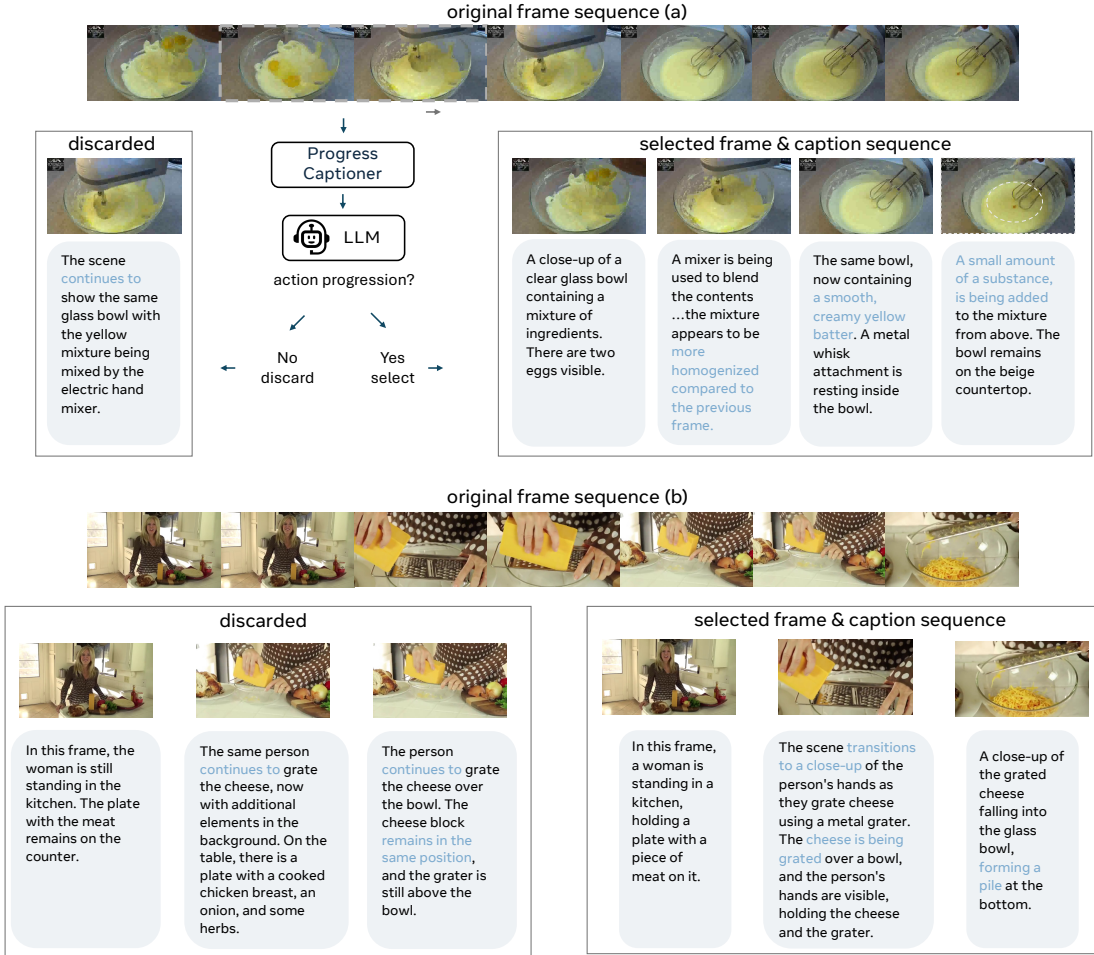 original frame sequence (a)
discarded
The scene
continues to
show the same
glass bowl with
the yellow
mixture being
mixed by the
electric hand
mixer.
Progress
Captioner
LLM
action progression?
No
discard
Yes
select
selected frame & caption sequence
A close-up of a
clear glass bowl
containing a
mixture of
ingredients.
There are two
eggs visible.
A mixer is being
used to blend
the contents
...the mixture
appears to be
more
homogenized
compared to
the previous
frame.
The same bowl,
now containing
a smooth,
creamy yellow
batter. A metal
whisk
attachment is
resting inside
the bowl.
A small amount
of a substance,
is being added
to the mixture
from above. The
bowl remains
on the beige
countertop.
original frame sequence (b)
discarded
In this frame, the
woman is still
standing in the
kitchen. The plate
with the meat
remains on the
counter.
The same person
continues to grate
the cheese, now
with additional
elements in the
background. On the
table, there is a
plate with a cooked
chicken breast, an
onion, and some
herbs.
The person
continues to grate
the cheese over
the bowl. The
cheese block
remains in the
same position,
and the grater is
still above the
bowl.
selected frame & caption sequence
In this frame,
a woman is
standing in a
kitchen,
holding a
plate with a
piece of
meat on it.
The scene transitions
to a close-up of the
person's hands as
they grate cheese
using a metal grater.
The cheese is being
grated over a bowl,
and the person's
hands are visible,
holding the cheese
and the grater.
A close-up of
the grated
cheese
falling into
the glass
bowl,
forming a
pile at the
bottom.